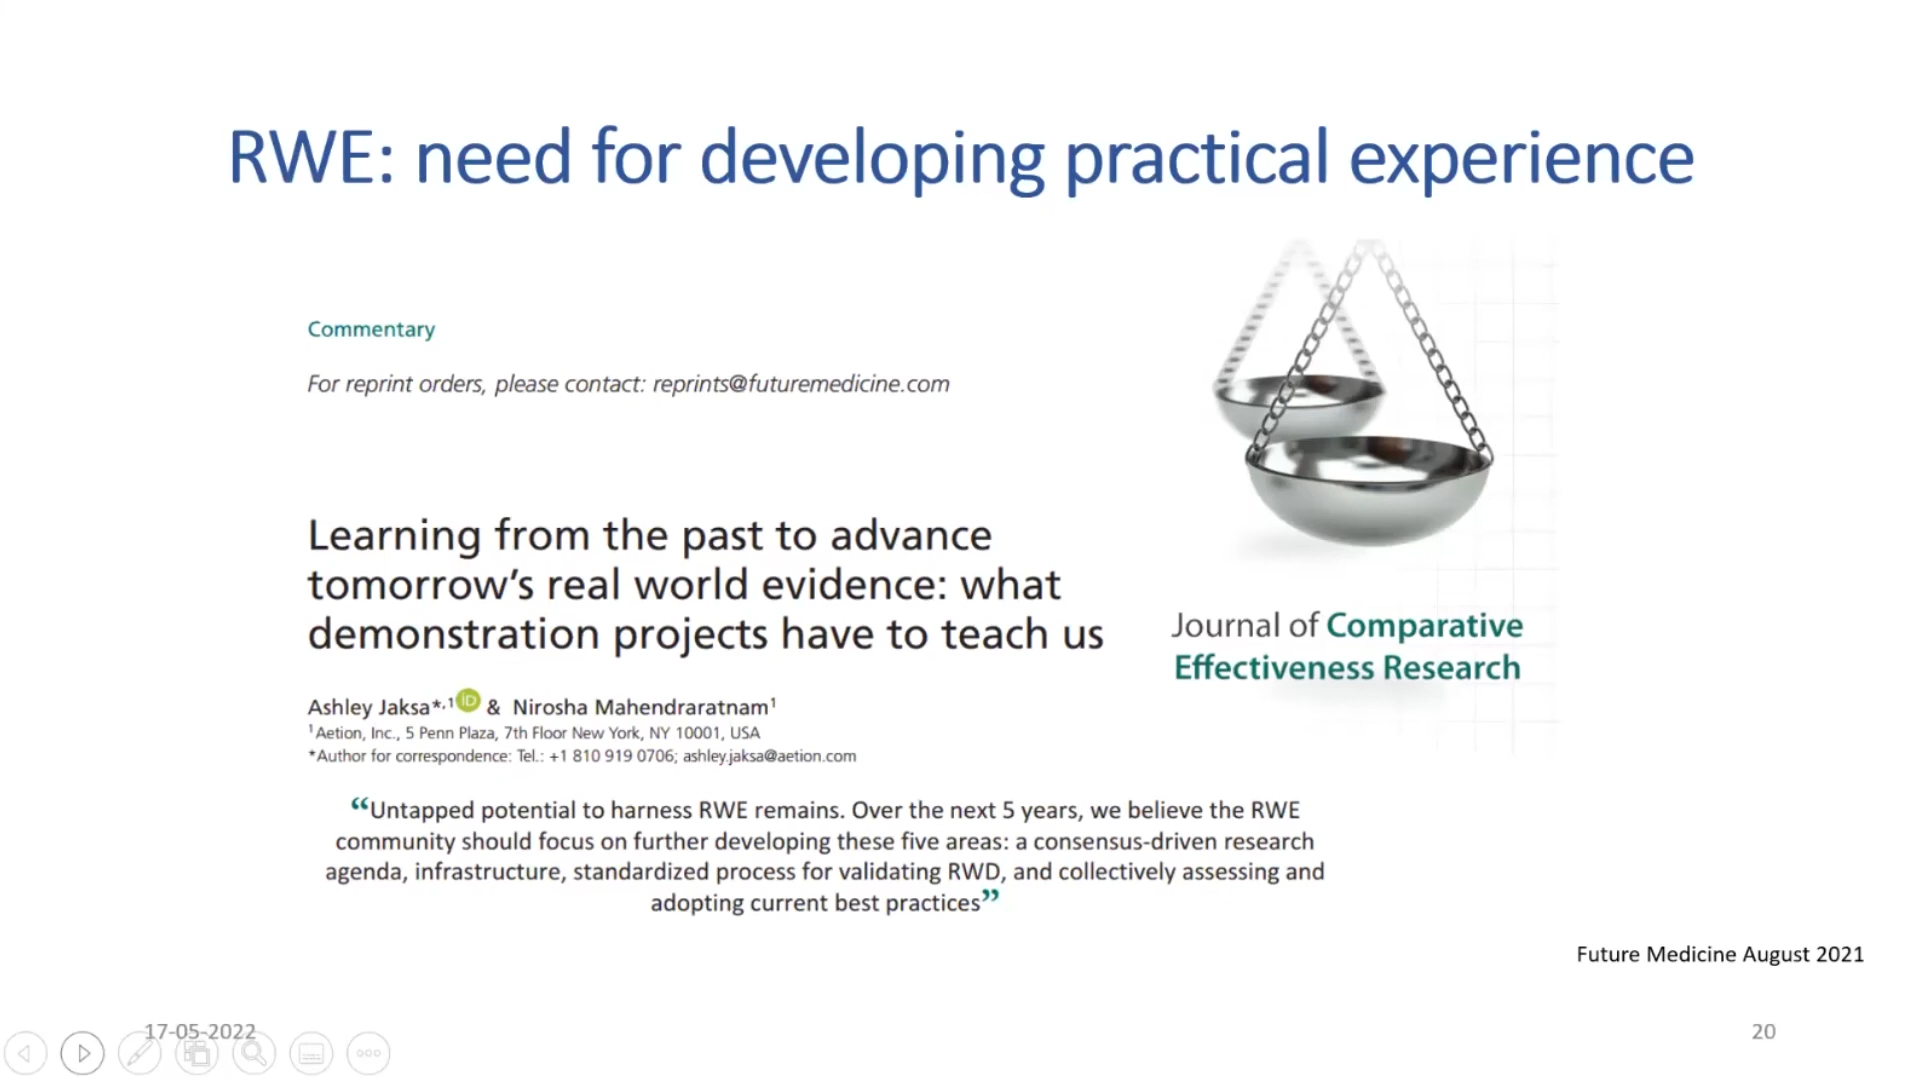 RWE: need for developing practical experience
Commentary
For reprint orders, please contact: reprints@futuremedicine.com
Learning from the past to advance
tomorrow’s real world evidence: what
demonstration projects have to teach us
Journal of Comparative
Effectiveness Research
Ashley Jaksa*,1 iD & Nirosha Mahendraratnam1
1Aetion, Inc., 5 Penn Plaza, 7th Floor New York, NY 10001, USA
*Author for correspondence: Tel.: +1 810 919 0706; ashley.jaksa@aetion.com
“Untapped potential to harness RWE remains. Over the next 5 years, we believe the RWE
community should focus on further developing these five areas: a consensus-driven research
agenda, infrastructure, standardized process for validating RWD, and collectively assessing and
adopting current best practices”
Future Medicine August 2021
17-05-2022
20